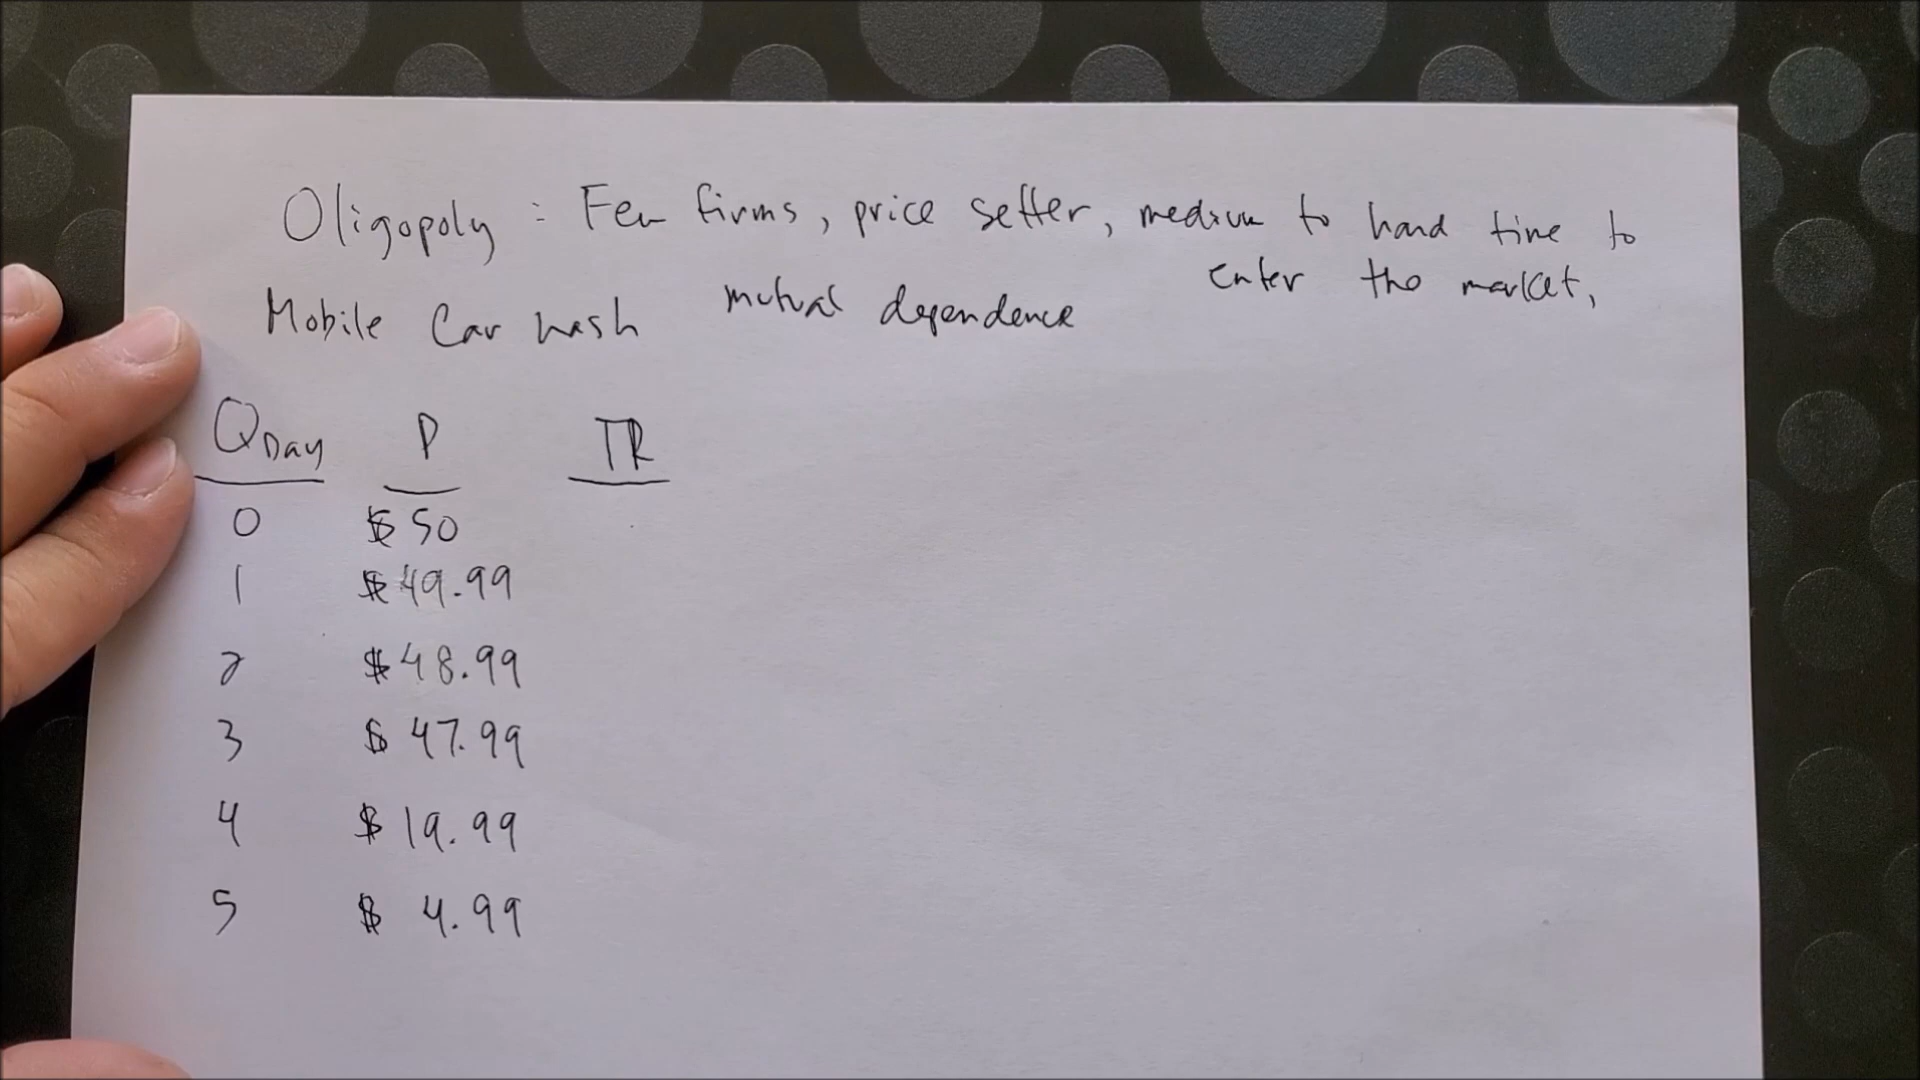 Oligopoly : Few firms, price setter, medium to hard time to
enter the market,
Mobile Car wash mutual dependence
QDay P TR
0 $50
1 $49.99
2 $48.99
3 $47.99
4 $19.99
5 $4.99